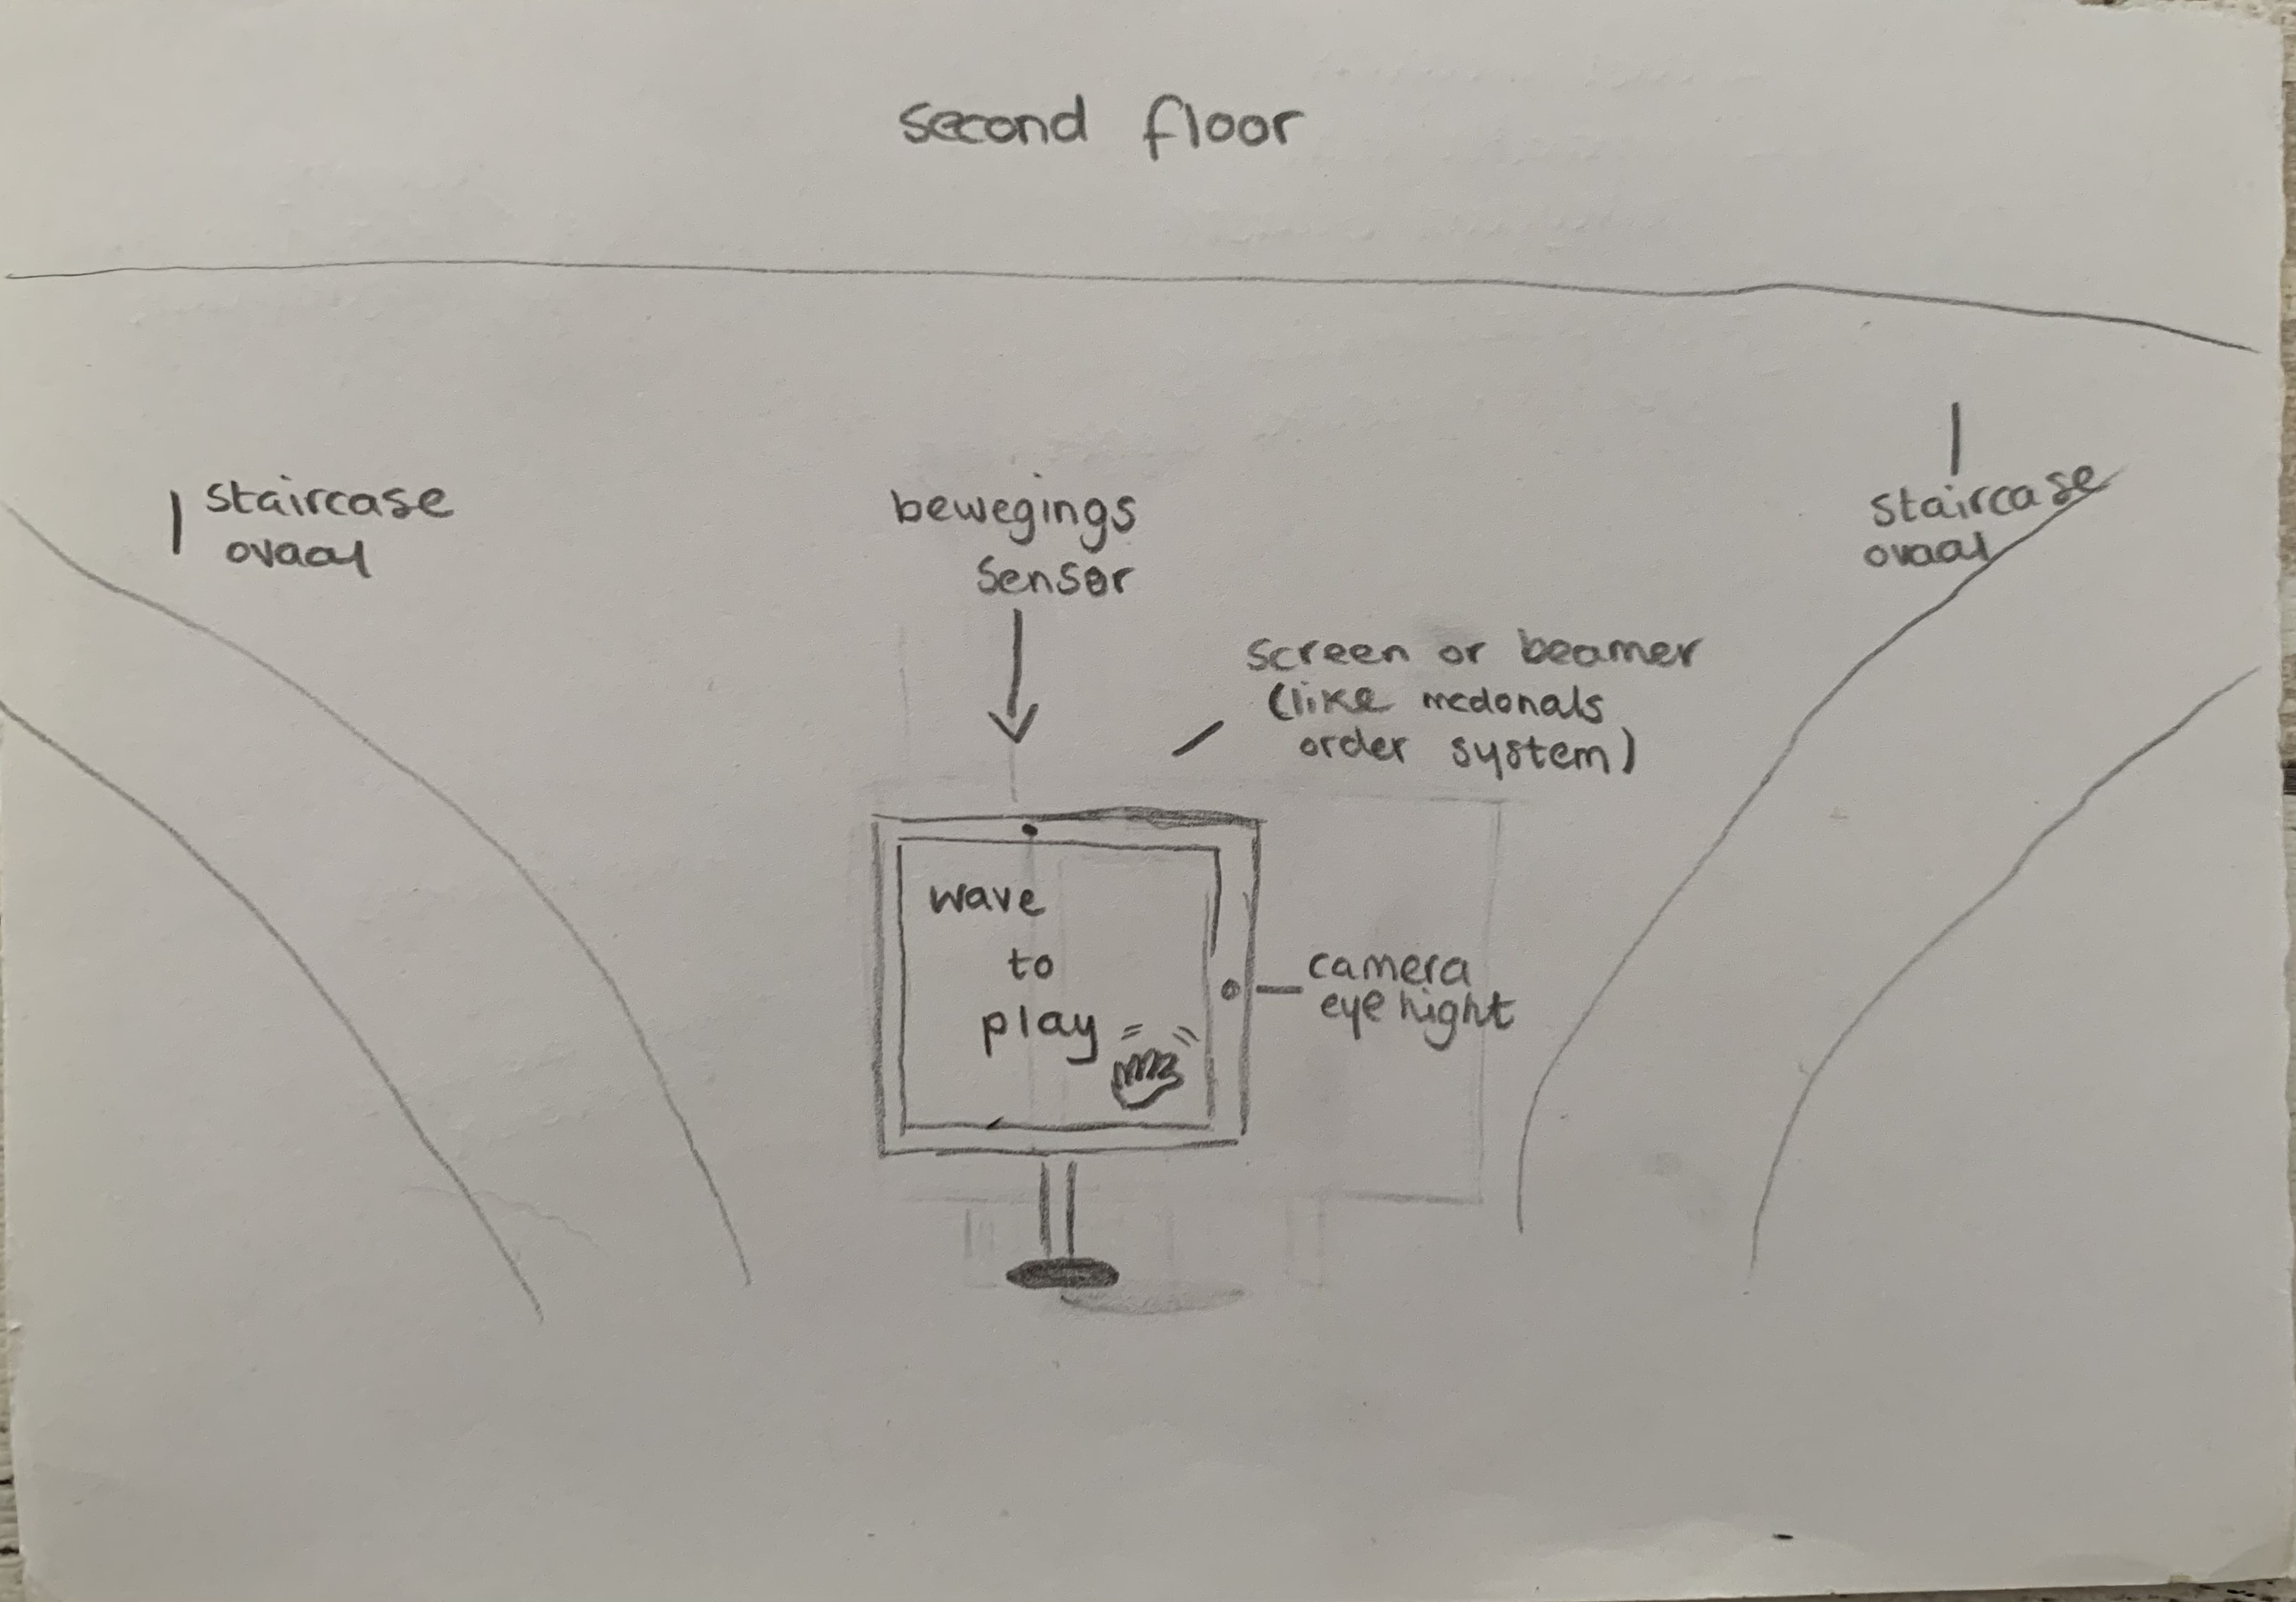 second floor
staircase
ovaal
bewegings
sensor
staircase
ovaal
screen or beamer
(like mcdonals
order system)
wave
to
play
camera
eye hight